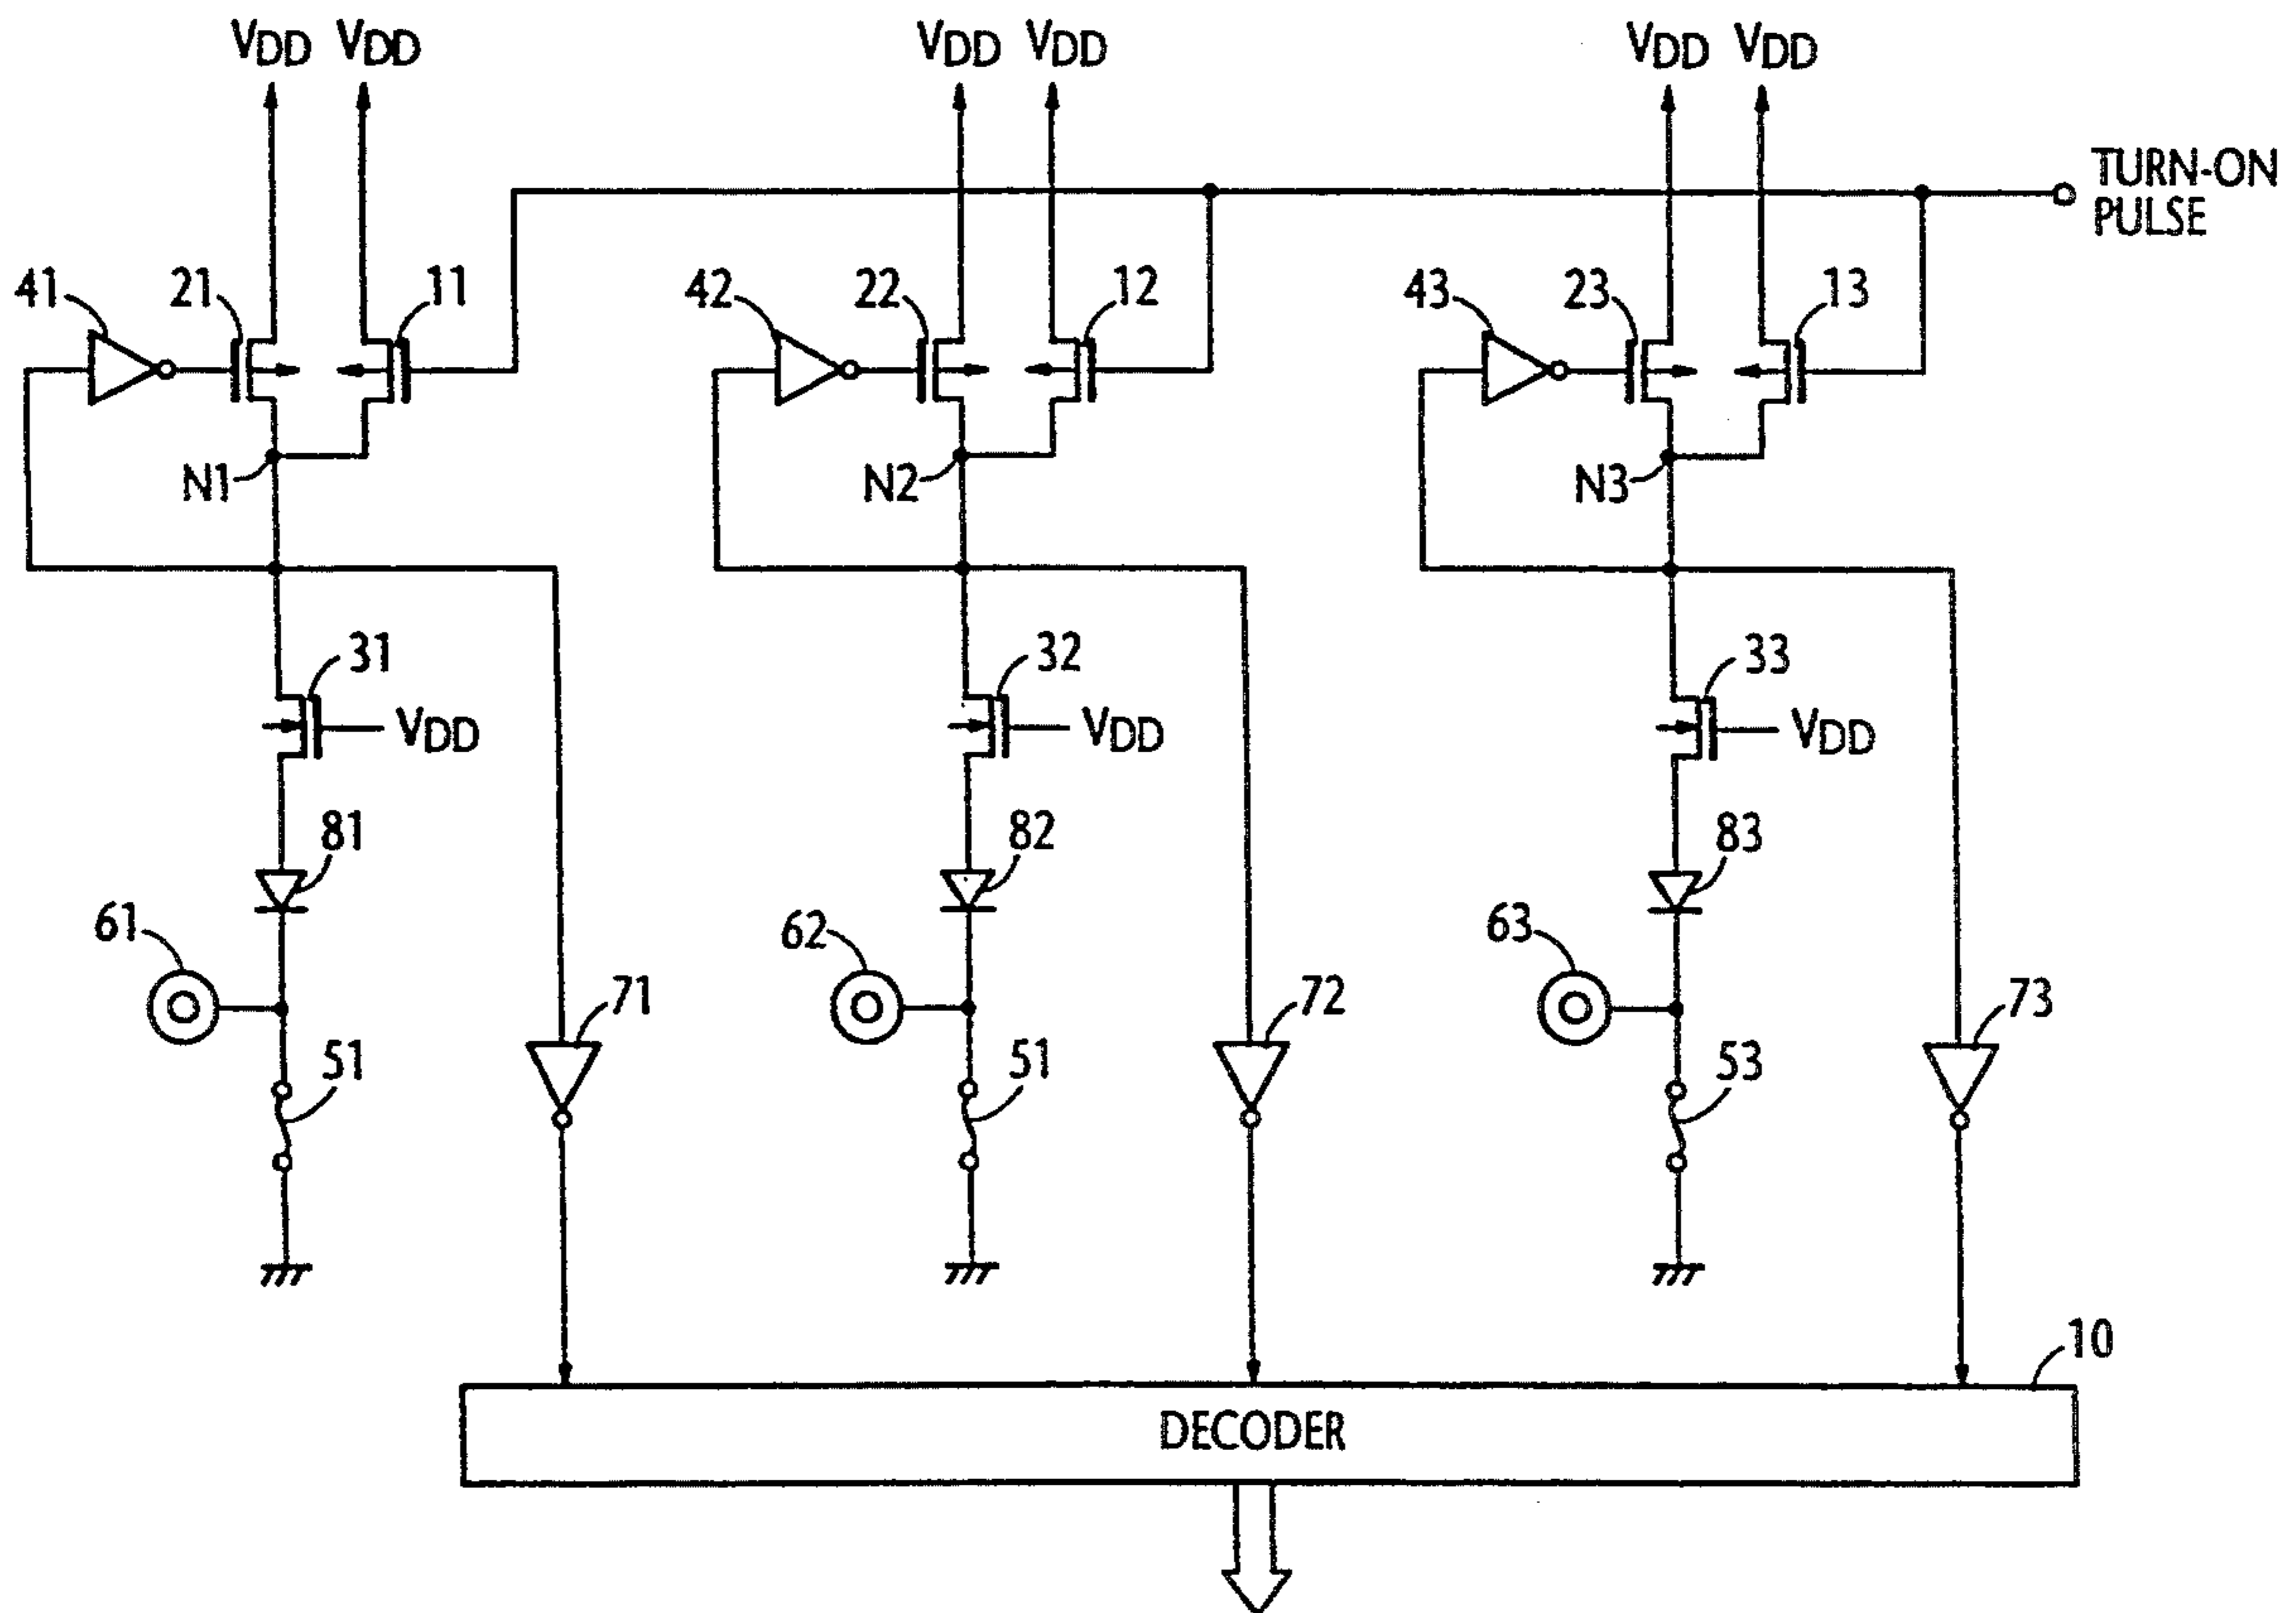 VDD VDD VDD VDD VDD VDD
TURN-ON
PULSE
41 21 11 42 22 12 43 23 13
N1 N2 N3
31 32 33
VDD VDD VDD
81 82 83
61 62 63
71 72 73
51 51 53
10
DECODER